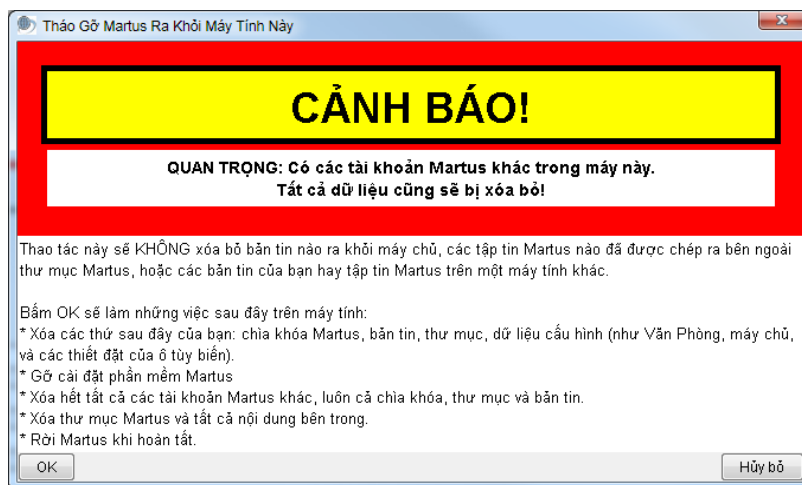 Tháo Gỡ Martus Ra Khỏi Máy Tính Này
CẢNH BÁO!
QUAN TRỌNG: Có các tài khoản Martus khác trong máy này.
Tất cả dữ liệu cũng sẽ bị xóa bỏ!
Thao tác này sẽ KHÔNG xóa bỏ bản tin nào ra khỏi máy chủ, các tập tin Martus nào đã được chép ra bên ngoài
thư mục Martus, hoặc các bản tin của bạn hay tập tin Martus trên một máy tính khác.
Bấm OK sẽ làm những việc sau đây trên máy tính:
* Xóa các thứ sau đây của bạn: chìa khóa Martus, bản tin, thư mục, dữ liệu cấu hình (như Văn Phòng, máy chủ,
và các thiết đặt của ô tùy biến).
* Gỡ cài đặt phần mềm Martus
* Xóa hết tất cả các tài khoản Martus khác, luôn cả chìa khóa, thư mục và bản tin.
* Xóa thư mục Martus và tất cả nội dung bên trong.
* Rời Martus khi hoàn tất.
OK
Hủy bỏ